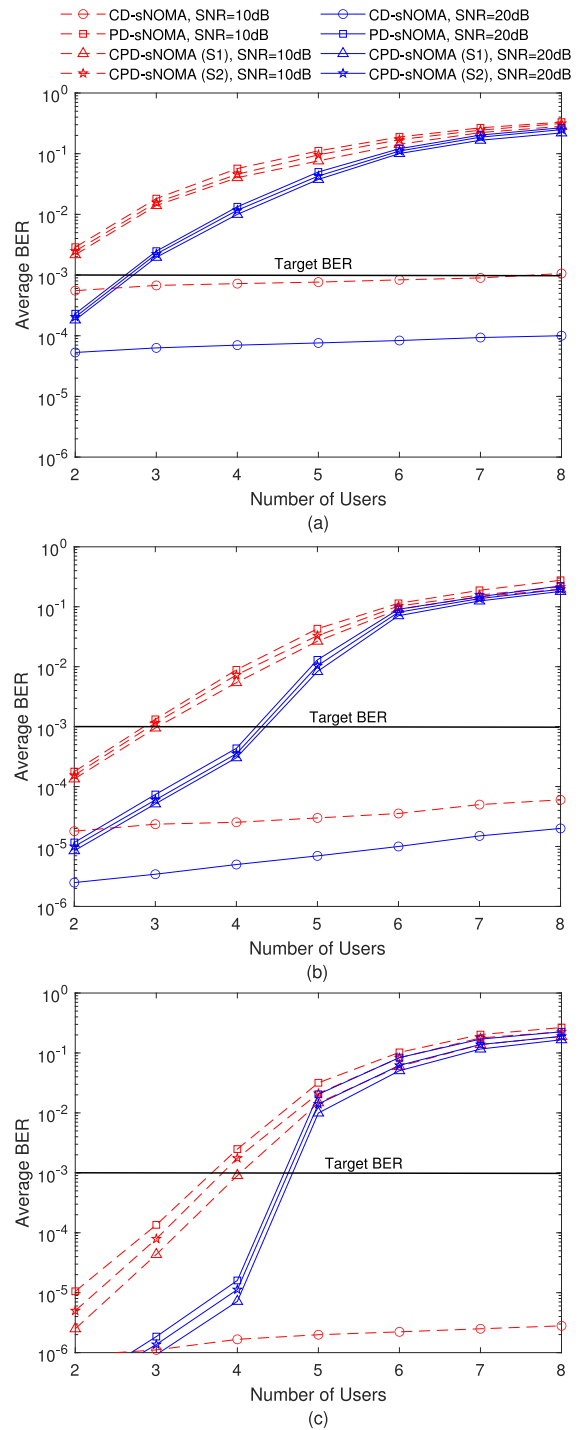 CD-sNOMA, SNR=10dB
CD-sNOMA, SNR=20dB
PD-sNOMA, SNR=10dB
PD-sNOMA, SNR=20dB
CPD-sNOMA (S1), SNR=10dB
CPD-sNOMA (S1), SNR=20dB
CPD-sNOMA (S2), SNR=10dB
CPD-sNOMA (S2), SNR=20dB
10^0
10^-1
10^-2
10^-3
10^-4
10^-5
10^-6
Average BER
Target BER
2 3 4 5 6 7 8
Number of Users
(a)
10^0
10^-1
10^-2
10^-3
10^-4
10^-5
10^-6
Average BER
Target BER
2 3 4 5 6 7 8
Number of Users
(b)
10^0
10^-1
10^-2
10^-3
10^-4
10^-5
10^-6
Average BER
Target BER
2 3 4 5 6 7 8
Number of Users
(c)